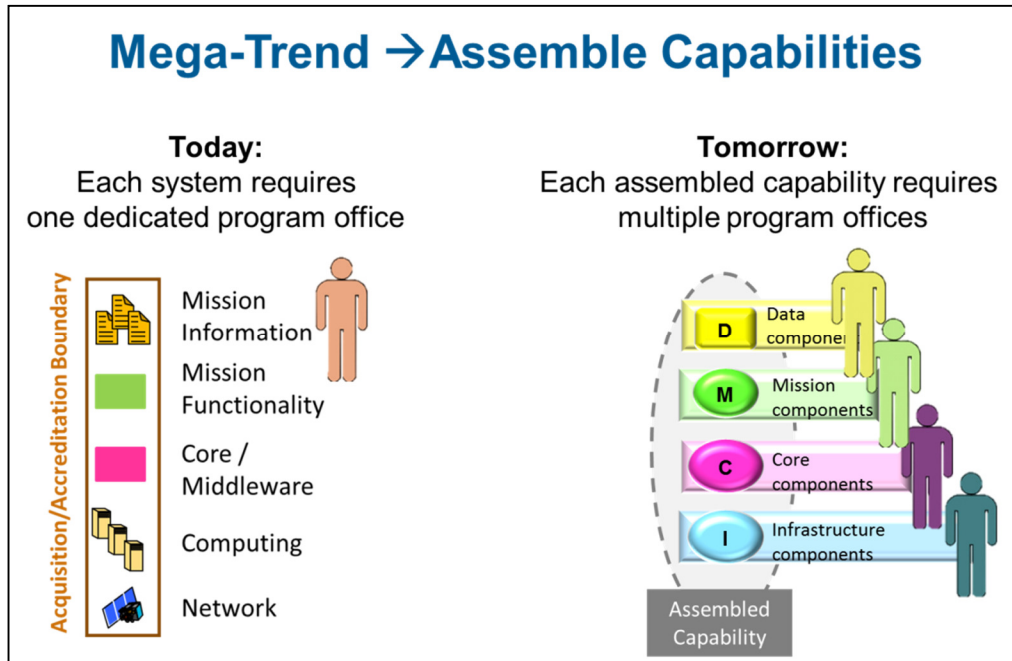 Mega-Trend →Assemble Capabilities
Today:
Each system requires
one dedicated program office
Acquisition/Accreditation Boundary
Mission
Information
Mission
Functionality
Core /
Middleware
Computing
Network
Tomorrow:
Each assembled capability requires
multiple program offices
D
Data
component
M
Mission
components
C
Core
components
I
Infrastructure
components
Assembled
Capability